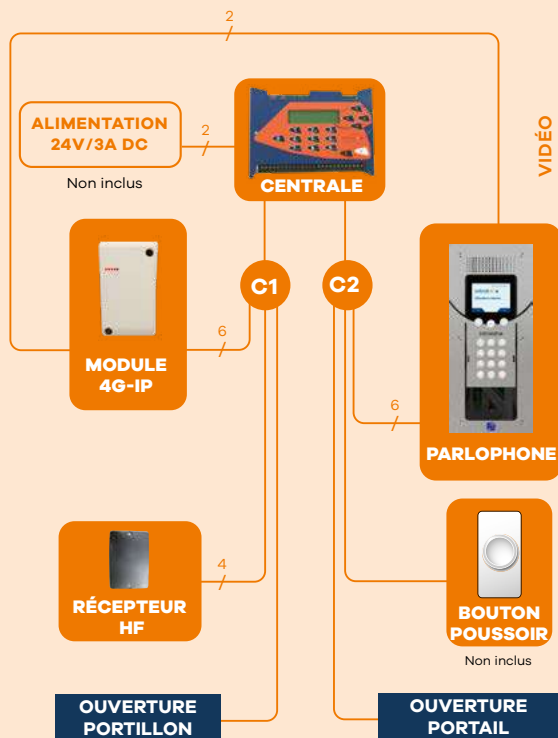 2
ALIMENTATION
24V/3A DC
2
Non inclus
CENTRALE
VIDÉO
C1
C2
6
MODULE
4G-IP
6
PARLOPHONE
4
RÉCEPTEUR
HF
BOUTON
POUSSOIR
Non inclus
OUVERTURE
PORTILLON
OUVERTURE
PORTAIL